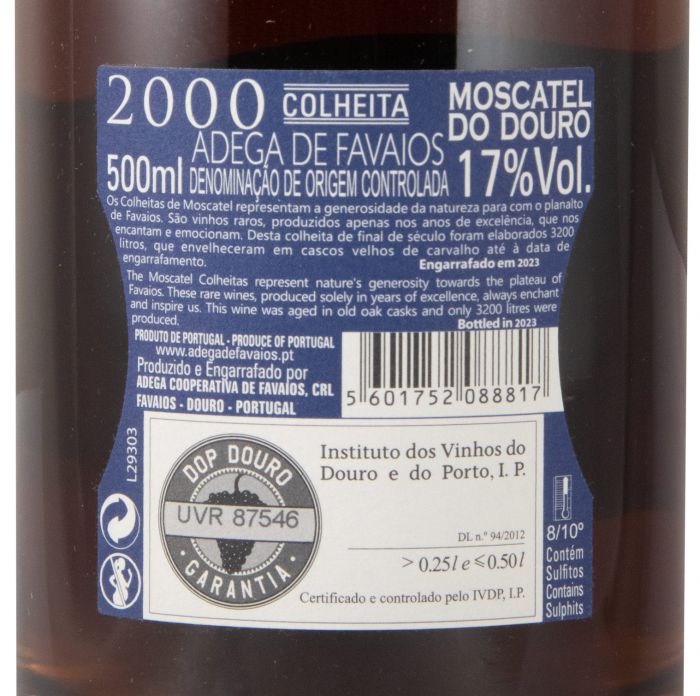 2000 COLHEITA MOSCATEL
DO DOURO
ADEGA DE FAVAIOS
500ml DENOMINAÇÃO DE ORIGEM CONTROLADA 17%Vol.
Os Colheitas de Moscatel representam a generosidade da natureza para com o planalto
de Favaios. São vinhos raros, produzidos apenas nos anos de excelência, que nos
encantam e emocionam. Desta colheita de final de século foram elaborados 3200
litros, que envelheceram em cascos velhos de carvalho até à data de
engarrafamento. Engarrafado em 2023
The Moscatel Colheitas represent nature's generosity towards the plateau of
Favaios. These rare wines, produced solely in years of excellence, always enchant
and inspire us. This wine was aged in old oak casks and only 3200 litres were
produced. Bottled in 2023
PRODUTO DE PORTUGAL - PRODUCE OF PORTUGAL
www.adegadefavaios.pt
Produzido e Engarrafado por
ADEGA COOPERATIVA DE FAVAIOS, CRL
FAVAIOS - DOURO - PORTUGAL
5 601752 088817
L29303
DOP DOURO
UVR 87546
GARANTIA
Instituto dos Vinhos do
Douro e do Porto, I. P.
DL n.º 94/2012
> 0.25l e ≤ 0.50l
Certificado e controlado pelo IVDP, I.P.
8/10º
Contém
Sulfitos
Contains
Sulphits